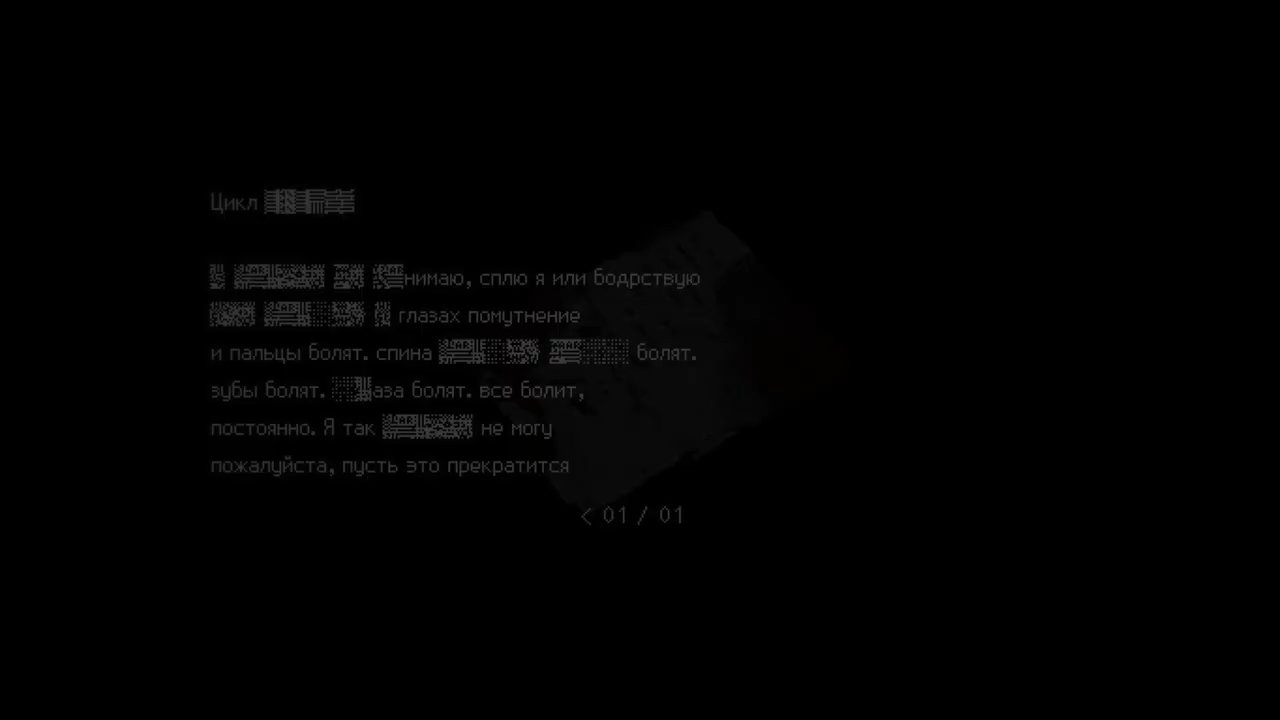 Цикл
нимаю, сплю я или бодрствую
глазах помутнение
и пальцы болят. спина болят.
зубы болят. аза болят. все болит,
постоянно. Я так не могу
пожалуйста, пусть это прекратится
< 01 / 01